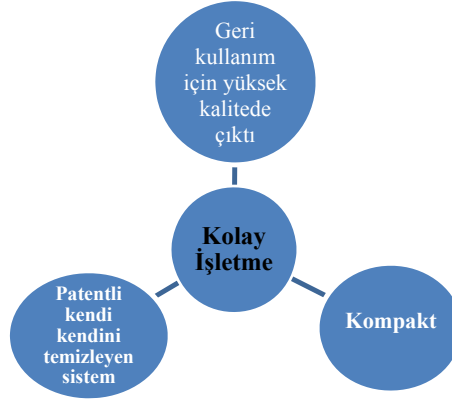 Geri
kullanım
için yüksek
kalitede
çıktı
Kolay
İşletme
Patentli
kendi
kendini
temizleyen
sistem
Kompakt